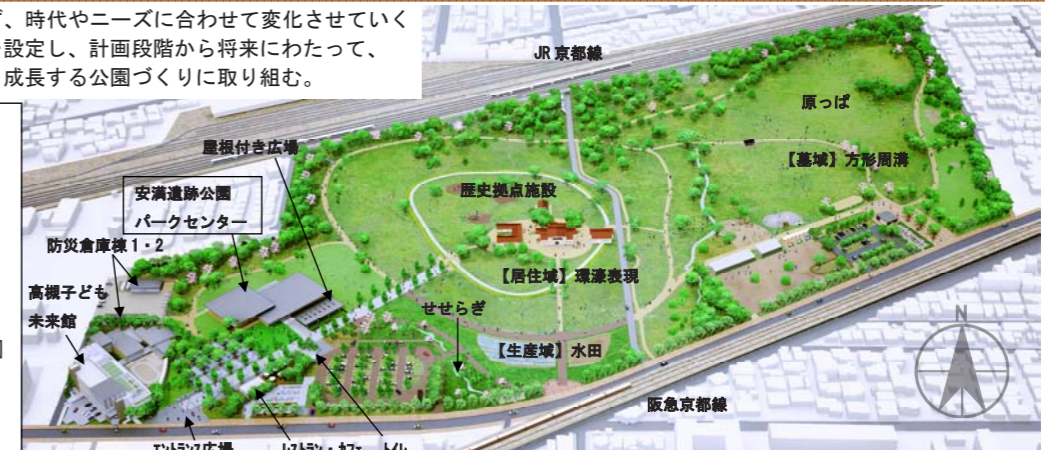 、時代やニーズに合わせて変化させていく
設定し、計画段階から将来にわたって、
成長する公園づくりに取り組む。
JR京都線
原っぱ
屋根付き広場
【墓域】方形周溝
歴史拠点施設
安満遺跡公園
パークセンター
防災倉庫棟1・2
【居住域】環濠表現
高槻子ども
未来館
せせらぎ
【生産域】水田
N
阪急京都線
エントランス広場
レストラン・カフェ
トイレ